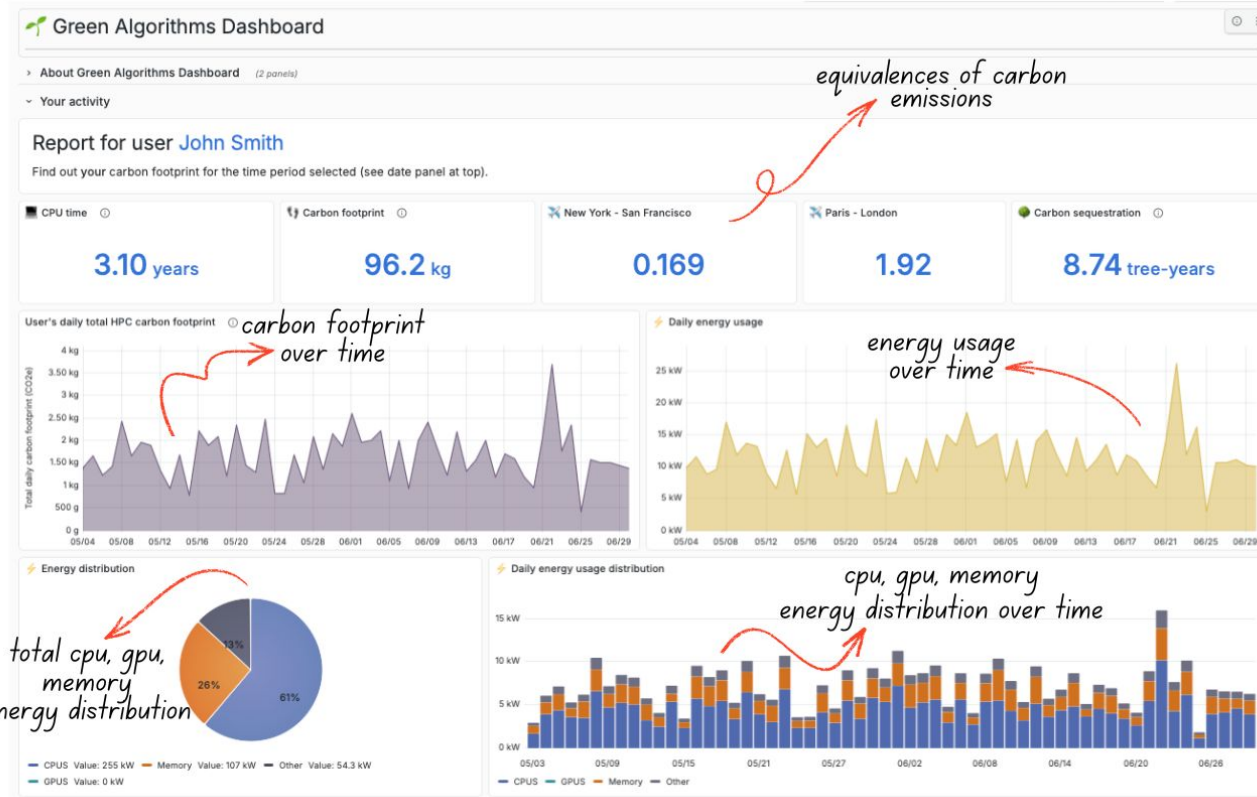 Green Algorithms Dashboard
About Green Algorithms Dashboard (2 panels)
Your activity
equivalences of carbon
emissions
Report for user John Smith
Find out your carbon footprint for the time period selected (see date panel at top).
CPU time
3.10 years
Carbon footprint
96.2 kg
New York - San Francisco
0.169
Paris - London
1.92
Carbon sequestration
8.74 tree-years
User's daily total HPC carbon footprint
carbon footprint
over time
Total daily carbon footprint (CO2e)
4 kg
3.50 kg
3 kg
2.50 kg
2 kg
1.50 kg
1 kg
500 g
0 g
05/04 05/08 05/12 05/16 05/20 05/24 05/28 06/01 06/05 06/09 06/13 06/17 06/21 06/25 06/29
Daily energy usage
energy usage
over time
25 kW
20 kW
15 kW
10 kW
5 kW
0 kW
05/04 05/08 05/12 05/16 05/20 05/24 05/28 06/01 06/05 06/09 06/13 06/17 06/21 06/25 06/29
Energy distribution
total cpu, gpu,
memory
energy distribution
13%
26%
61%
CPUS Value: 255 kW Memory Value: 107 kW Other Value: 54.3 kW
GPUS Value: 0 kW
Daily energy usage distribution
cpu, gpu, memory
energy distribution over time
15 kW
10 kW
5 kW
0 kW
05/03 05/09 05/15 05/21 05/27 06/02 06/08 06/14 06/20 06/26
CPUS GPUS Memory Other